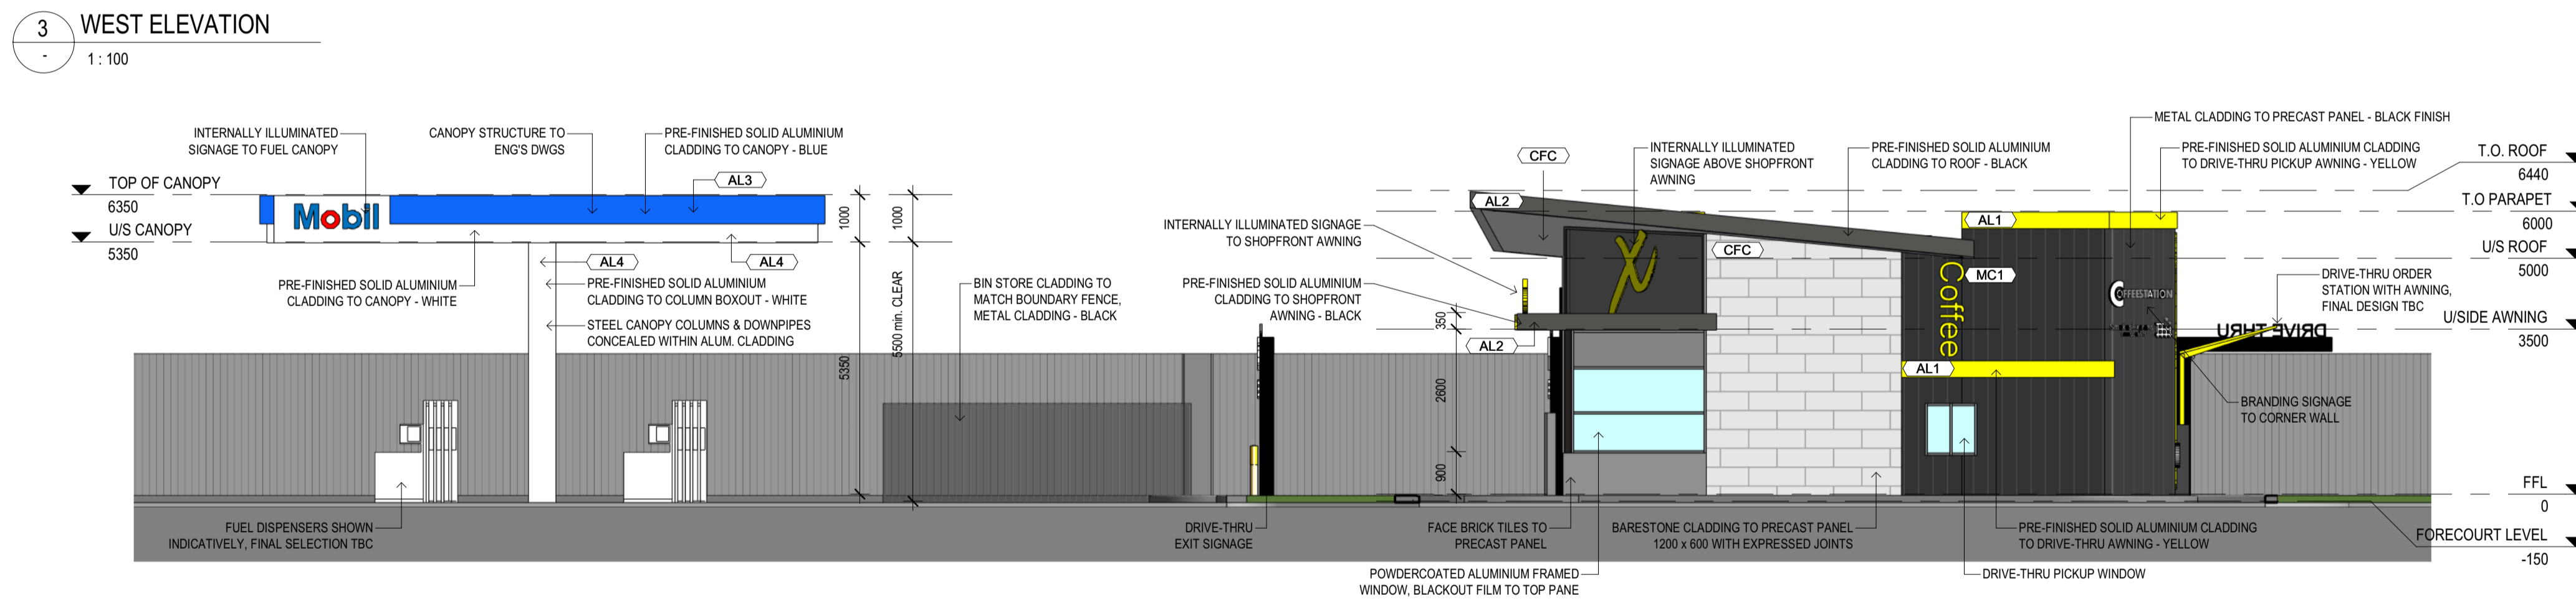 3
-
WEST ELEVATION
1 : 100
INTERNALLY ILLUMINATED
SIGNAGE TO FUEL CANOPY
CANOPY STRUCTURE TO
ENG'S DWGS
PRE-FINISHED SOLID ALUMINIUM
CLADDING TO CANOPY - BLUE
AL3
TOP OF CANOPY
6350
U/S CANOPY
5350
Mobil
1000
1000
AL4
AL4
PRE-FINISHED SOLID ALUMINIUM
CLADDING TO CANOPY - WHITE
PRE-FINISHED SOLID ALUMINIUM
CLADDING TO COLUMN BOXOUT - WHITE
STEEL CANOPY COLUMNS & DOWNPIPES
CONCEALED WITHIN ALUM. CLADDING
5350
5500 min. CLEAR
BIN STORE CLADDING TO
MATCH BOUNDARY FENCE,
METAL CLADDING - BLACK
FUEL DISPENSERS SHOWN
INDICATIVELY, FINAL SELECTION TBC
INTERNALLY ILLUMINATED SIGNAGE
TO SHOPFRONT AWNING
PRE-FINISHED SOLID ALUMINIUM
CLADDING TO SHOPFRONT
AWNING - BLACK
CFC
AL2
INTERNALLY ILLUMINATED
SIGNAGE ABOVE SHOPFRONT
AWNING
PRE-FINISHED SOLID ALUMINIUM
CLADDING TO ROOF - BLACK
METAL CLADDING TO PRECAST PANEL - BLACK FINISH
PRE-FINISHED SOLID ALUMINIUM CLADDING
TO DRIVE-THRU PICKUP AWNING - YELLOW
T.O. ROOF
6440
T.O PARAPET
6000
U/S ROOF
5000
U/SIDE AWNING
3500
FFL
0
FORECOURT LEVEL
-150
X
CFC
AL1
MC1
Coffee
COFFEESTATION
AL1
AL2
350
2600
900
DRIVE-THRU ORDER
STATION WITH AWNING,
FINAL DESIGN TBC
DRIVE THRU
BRANDING SIGNAGE
TO CORNER WALL
DRIVE-THRU
EXIT SIGNAGE
FACE BRICK TILES TO
PRECAST PANEL
BARESTONE CLADDING TO PRECAST PANEL
1200 x 600 WITH EXPRESSED JOINTS
PRE-FINISHED SOLID ALUMINIUM CLADDING
TO DRIVE-THRU AWNING - YELLOW
POWDERCOATED ALUMINIUM FRAMED
WINDOW, BLACKOUT FILM TO TOP PANE
DRIVE-THRU PICKUP WINDOW